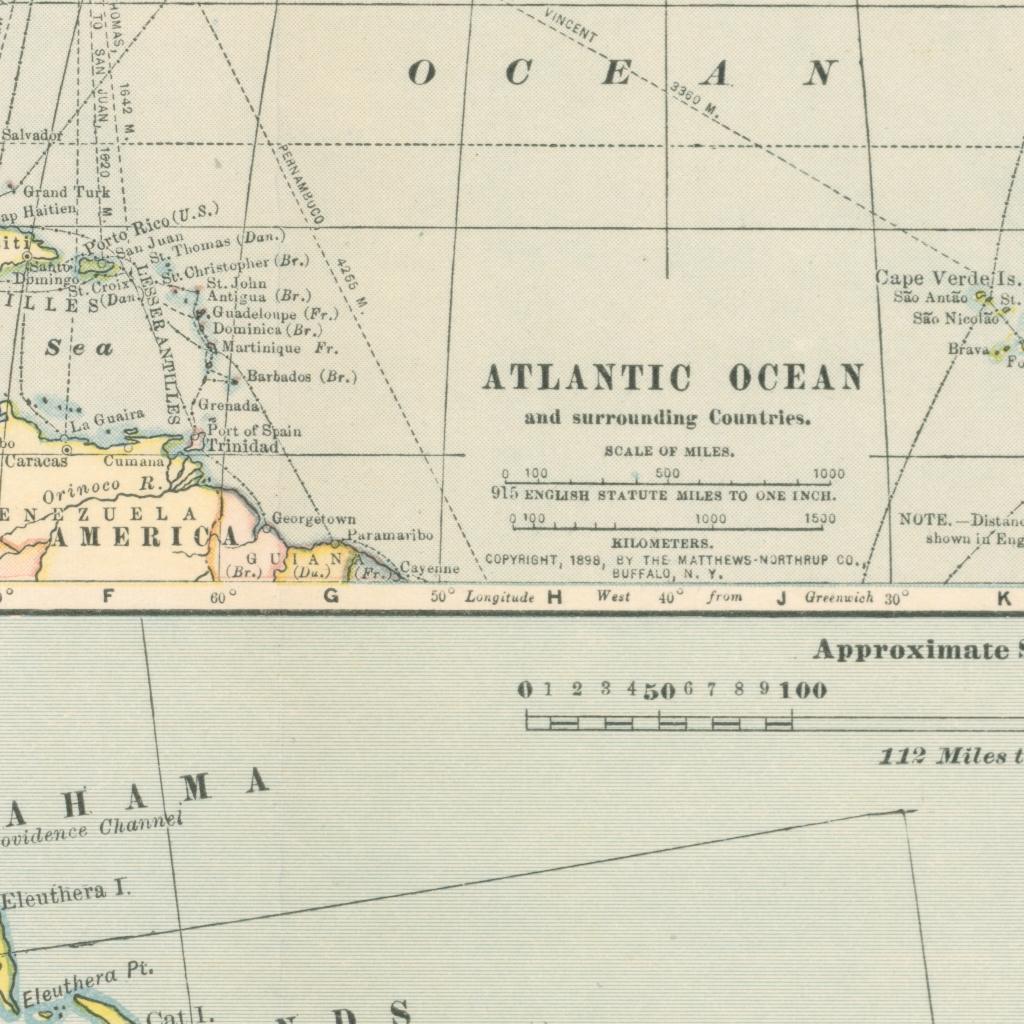 VINCENT
3360 M.
OCEAN
THOMAS, 1642 M.
TO SAN JUAN, 1620 M.
PERNAMBUCO 4265 M.
Salvador
Grand Turk
ap Haitien
iti
Santo
Domingo
Porto Rico (U.S.)
San Juan
St. Thomas (Dan.)
St. Croix
(Dan.)
St. Christopher (Br.)
St. John
Antigua (Br.)
Guadeloupe (Fr.)
Dominica (Br.)
Martinique Fr.
Barbados (Br.)
ILLES
LESSER ANTILLES
Sea
Grenada
La Guaira
Port of Spain
Trinidad
bo
Caracas
Cumana
Orinoco R.
ENEZUELA
AMERICA
Georgetown
Paramaribo
GUIANA
(Br.) (Du.) (Fr.)
Cayenne
Cape Verde Is.
São Antão
St.
São Nicolão
Brava
Fo
ATLANTIC OCEAN
and surrounding Countries.
SCALE OF MILES.
0 100 500 1000
915 ENGLISH STATUTE MILES TO ONE INCH.
0 100 1000 1500
KILOMETERS.
COPYRIGHT, 1898, BY THE MATTHEWS-NORTHRUP CO.,
BUFFALO, N. Y.
NOTE.—Distanc
shown in Eng
0° F 60° G 50° Longitude H West 40° from J Greenwich 30° K
Approximate S
0 1 2 3 4 50 6 7 8 9 100
112 Miles t
AHAMA
ovidence Channel
Eleuthera I.
Eleuthera Pt.
Cat I.
NDS